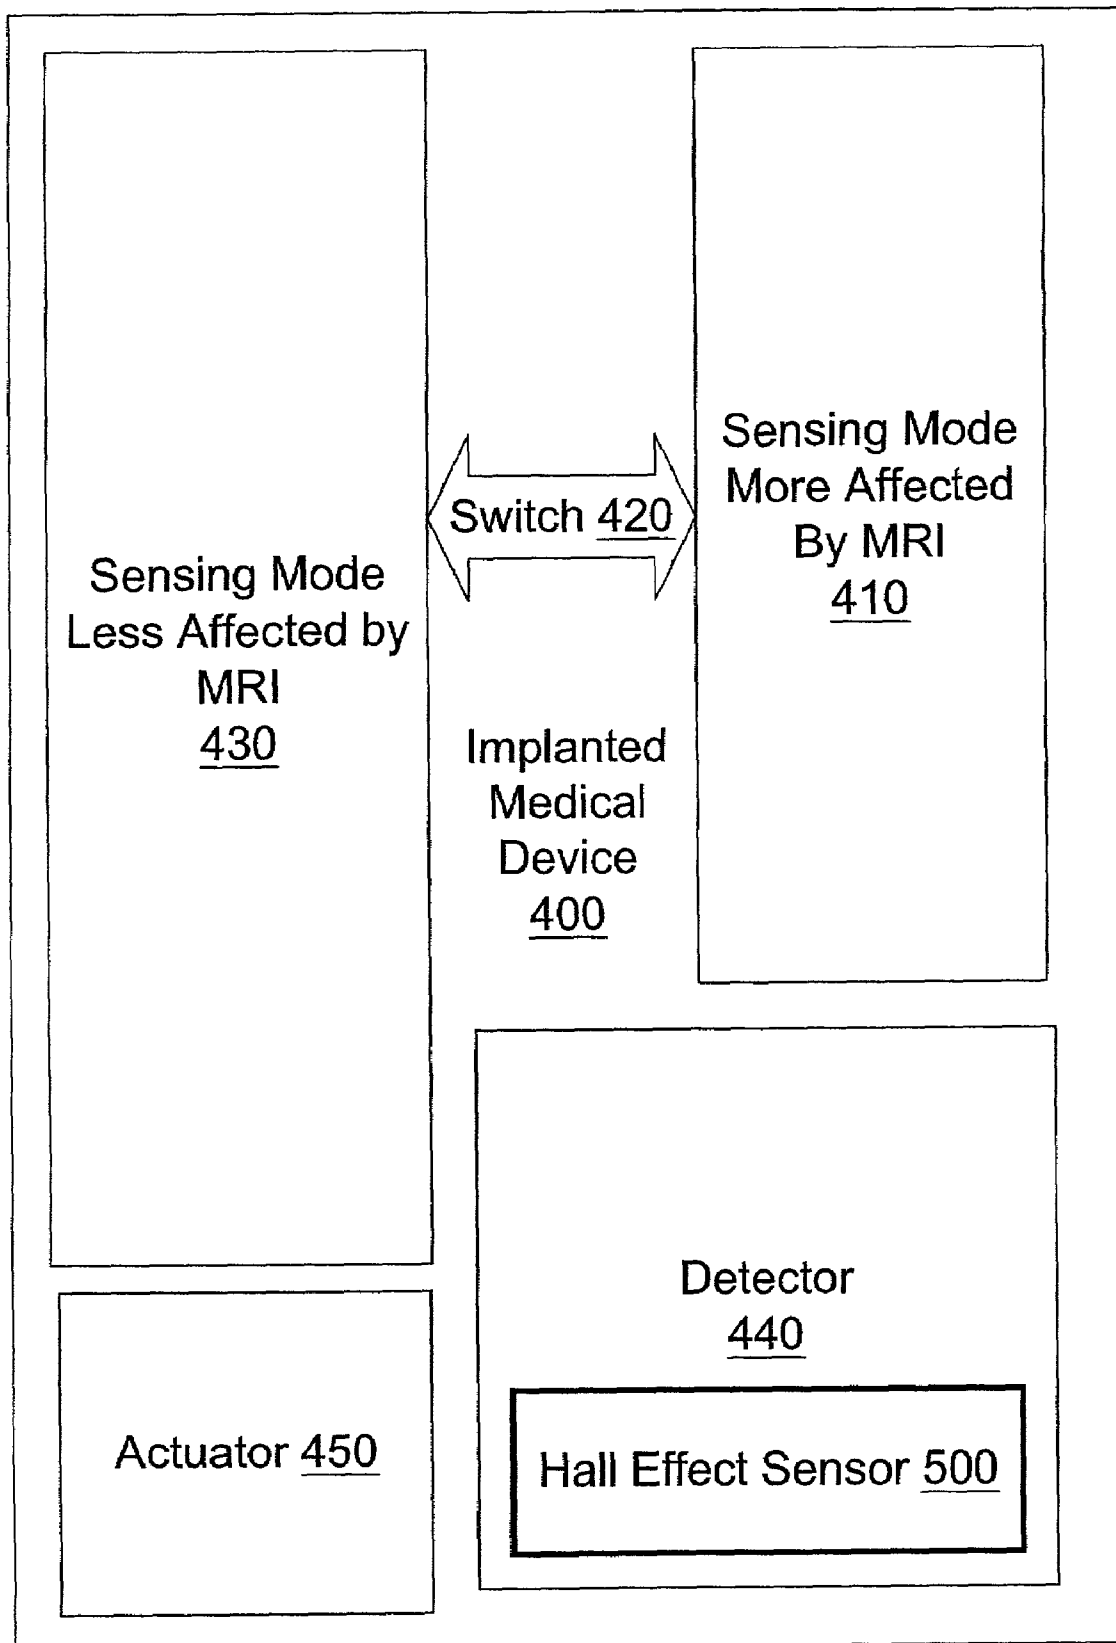 Sensing Mode
Less Affected by
MRI
430
Switch 420
Sensing Mode
More Affected
By MRI
410
Implanted
Medical
Device
400
Detector
440
Hall Effect Sensor 500
Actuator 450